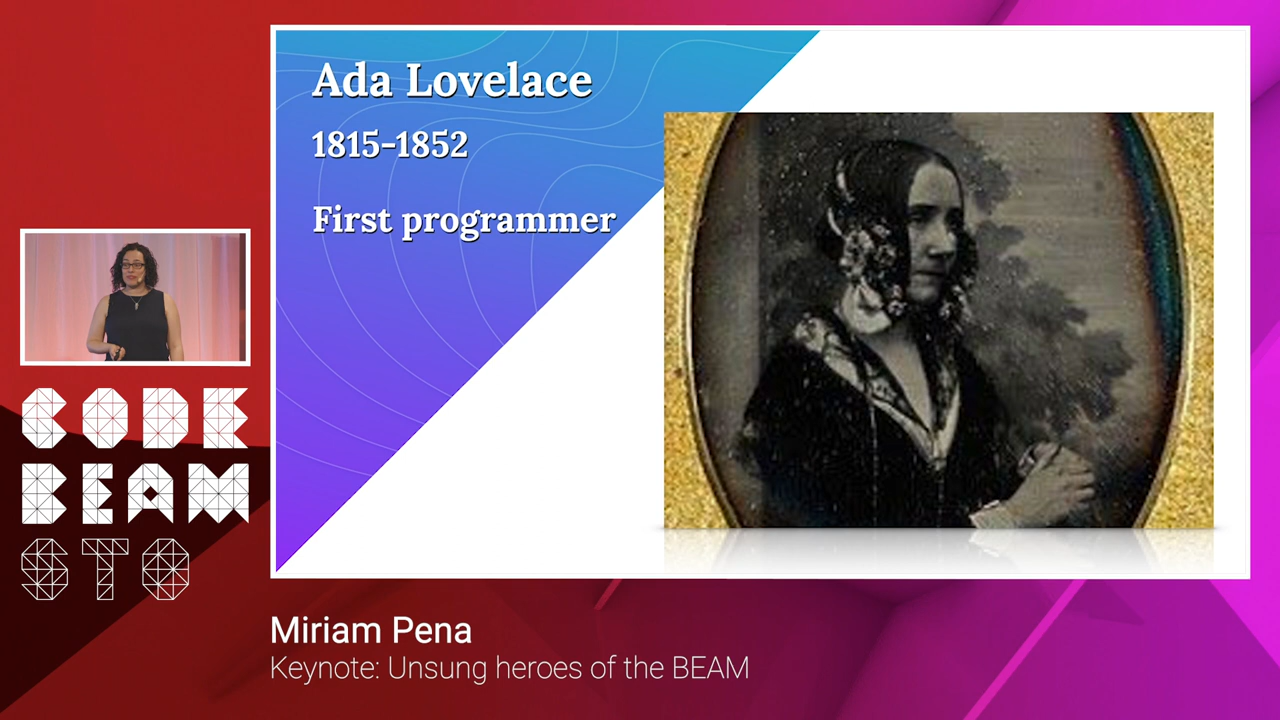 Ada Lovelace
1815-1852
First programmer
CODE
BEAM
STO
Miriam Pena
Keynote: Unsung heroes of the BEAM